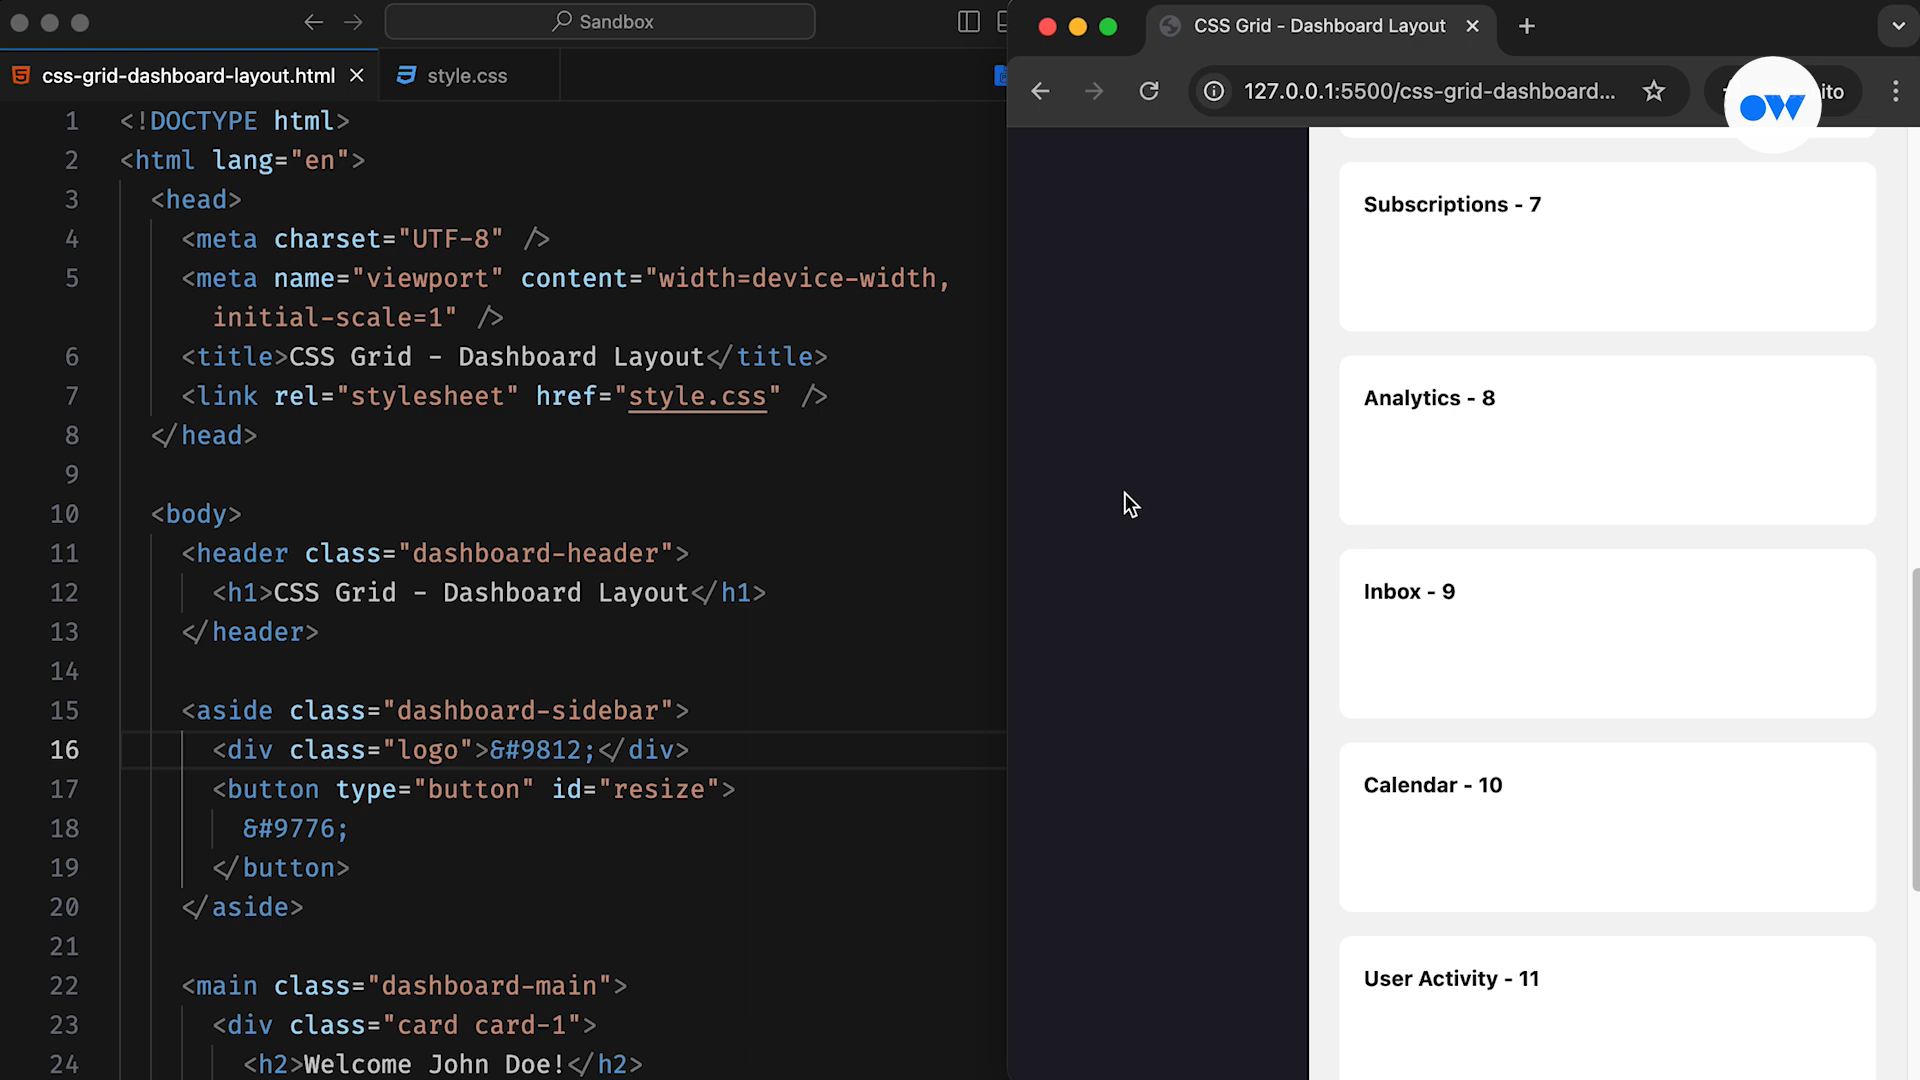 Sandbox
css-grid-dashboard-layout.html
style.css
1 <!DOCTYPE html>
2 <html lang="en">
3 <head>
4 <meta charset="UTF-8" />
5 <meta name="viewport" content="width=device-width,
initial-scale=1" />
6 <title>CSS Grid - Dashboard Layout</title>
7 <link rel="stylesheet" href="style.css" />
8 </head>
9
10 <body>
11 <header class="dashboard-header">
12 <h1>CSS Grid - Dashboard Layout</h1>
13 </header>
14
15 <aside class="dashboard-sidebar">
16 <div class="logo">&#9812;</div>
17 <button type="button" id="resize">
18 &#9776;
19 </button>
20 </aside>
21
22 <main class="dashboard-main">
23 <div class="card card-1">
24 <h2>Welcome John Doe!</h2>
CSS Grid - Dashboard Layout
127.0.0.1:5500/css-grid-dashboard...
ito
OW
Subscriptions - 7
Analytics - 8
Inbox - 9
Calendar - 10
User Activity - 11